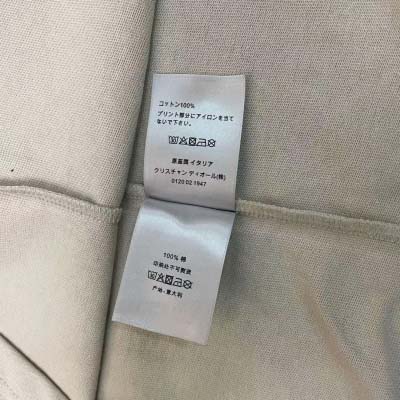 コットン100%
プリント部分にアイロンを当て
ないで下さい。
原産国 イタリア
クリスチャン ディオール(株)
0120 02 1947
100% 棉
印染处不可熨烫
产地:意大利